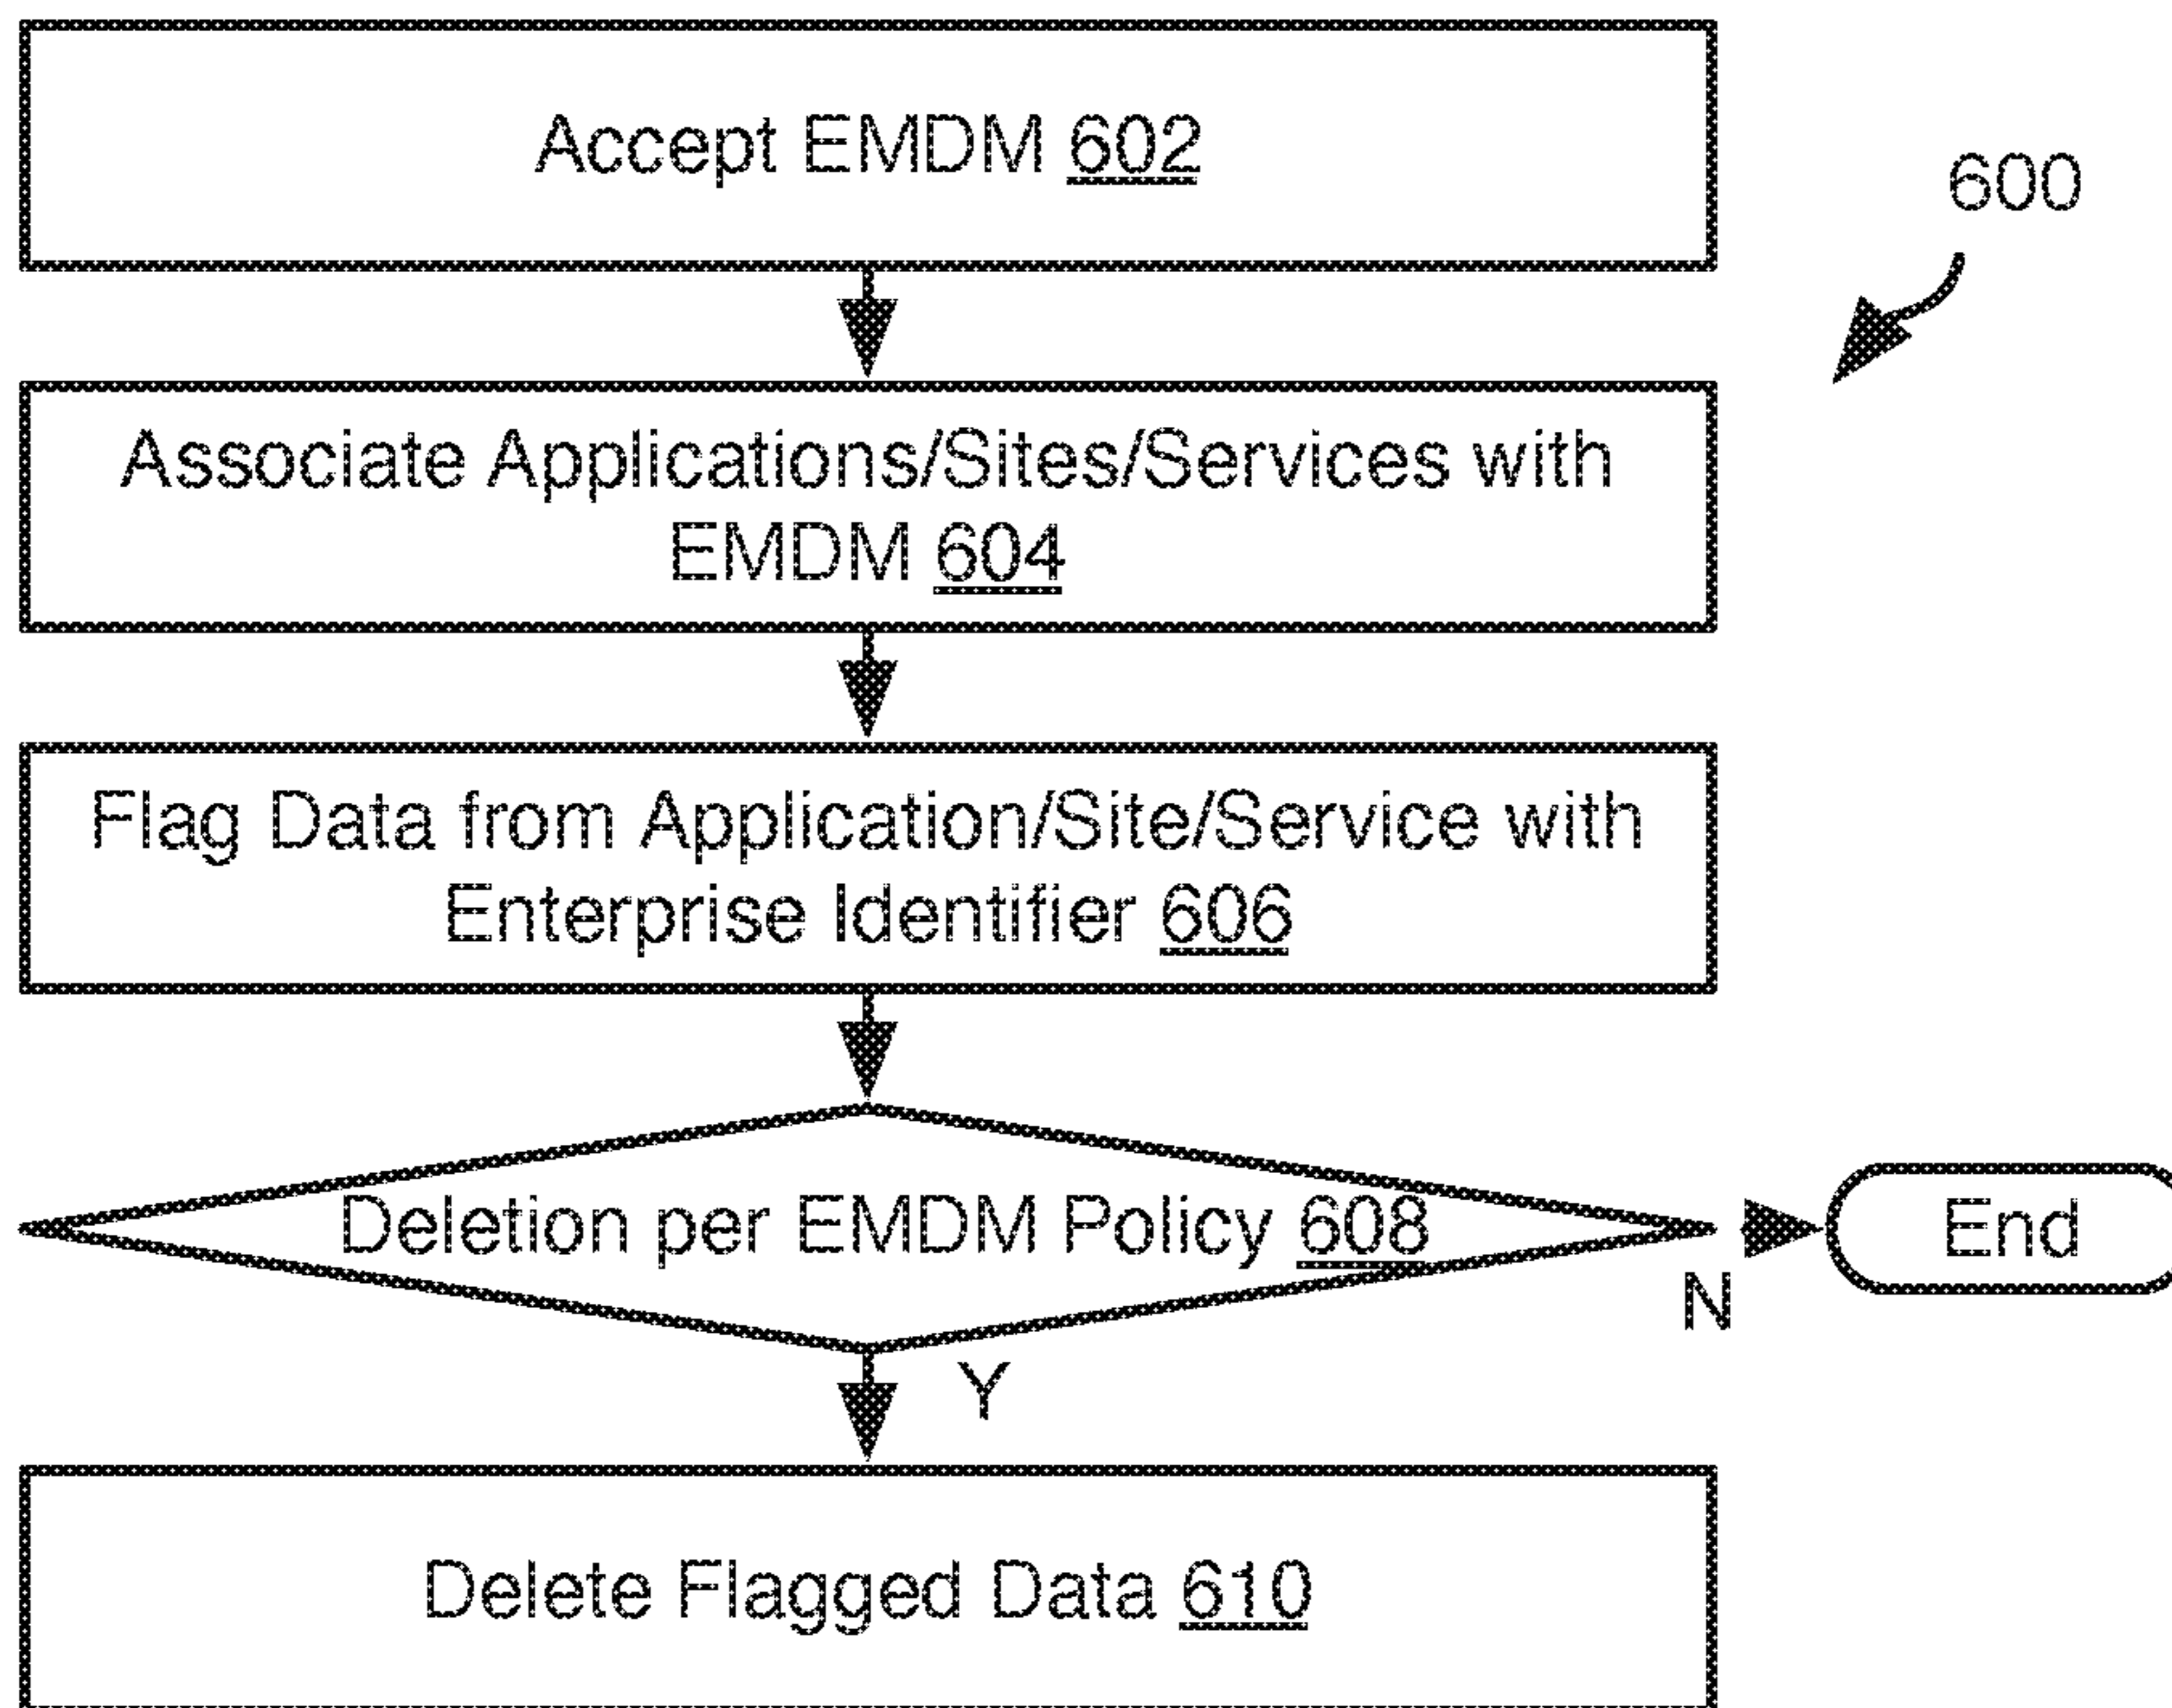 Accept EMDM 602
600
Associate Applications/Sites/Services with
EMDM 604
Flag Data from Application/Site/Service with
Enterprise Identifier 606
Deletion per EMDM Policy 608
End
N
Y
Delete Flagged Data 610